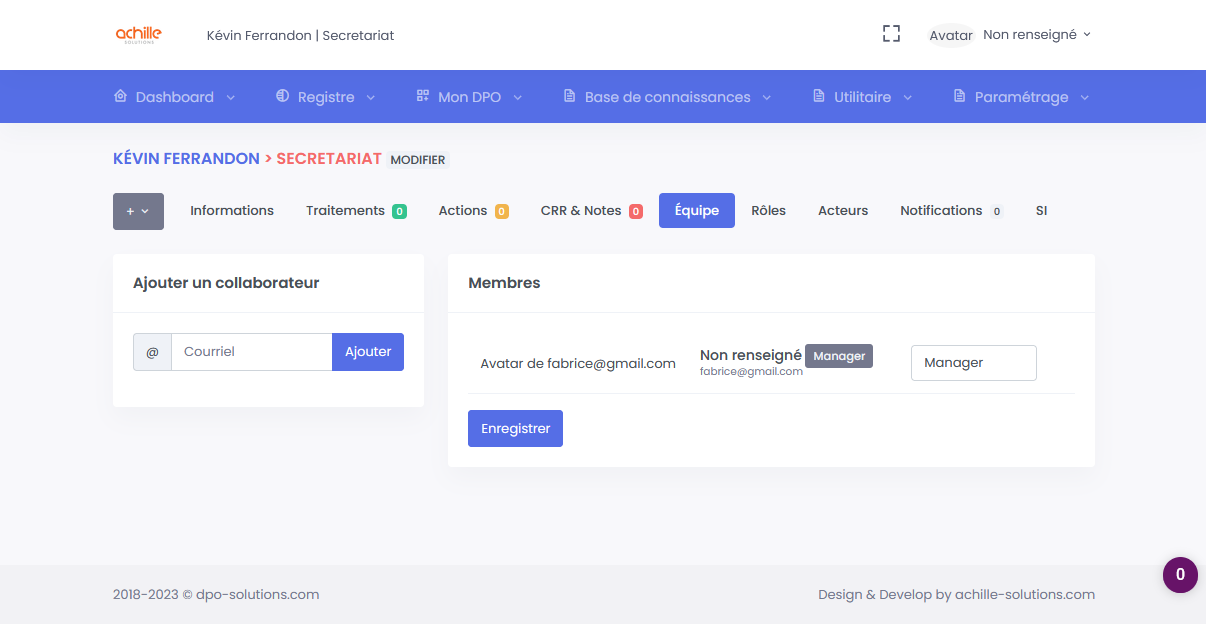 achille
SOLUTIONS
Kévin Ferrandon | Secretariat
Avatar
Non renseigné
Dashboard
Registre
Mon DPO
Base de connaissances
Utilitaire
Paramétrage
KÉVIN FERRANDON > SECRETARIAT MODIFIER
+
Informations
Traitements 0
Actions 0
CRR & Notes 0
Équipe
Rôles
Acteurs
Notifications 0
SI
Ajouter un collaborateur
@ Courriel Ajouter
Membres
Avatar de fabrice@gmail.com
Non renseigné Manager
fabrice@gmail.com
Manager
Enregistrer
0
2018-2023 © dpo-solutions.com
Design & Develop by achille-solutions.com